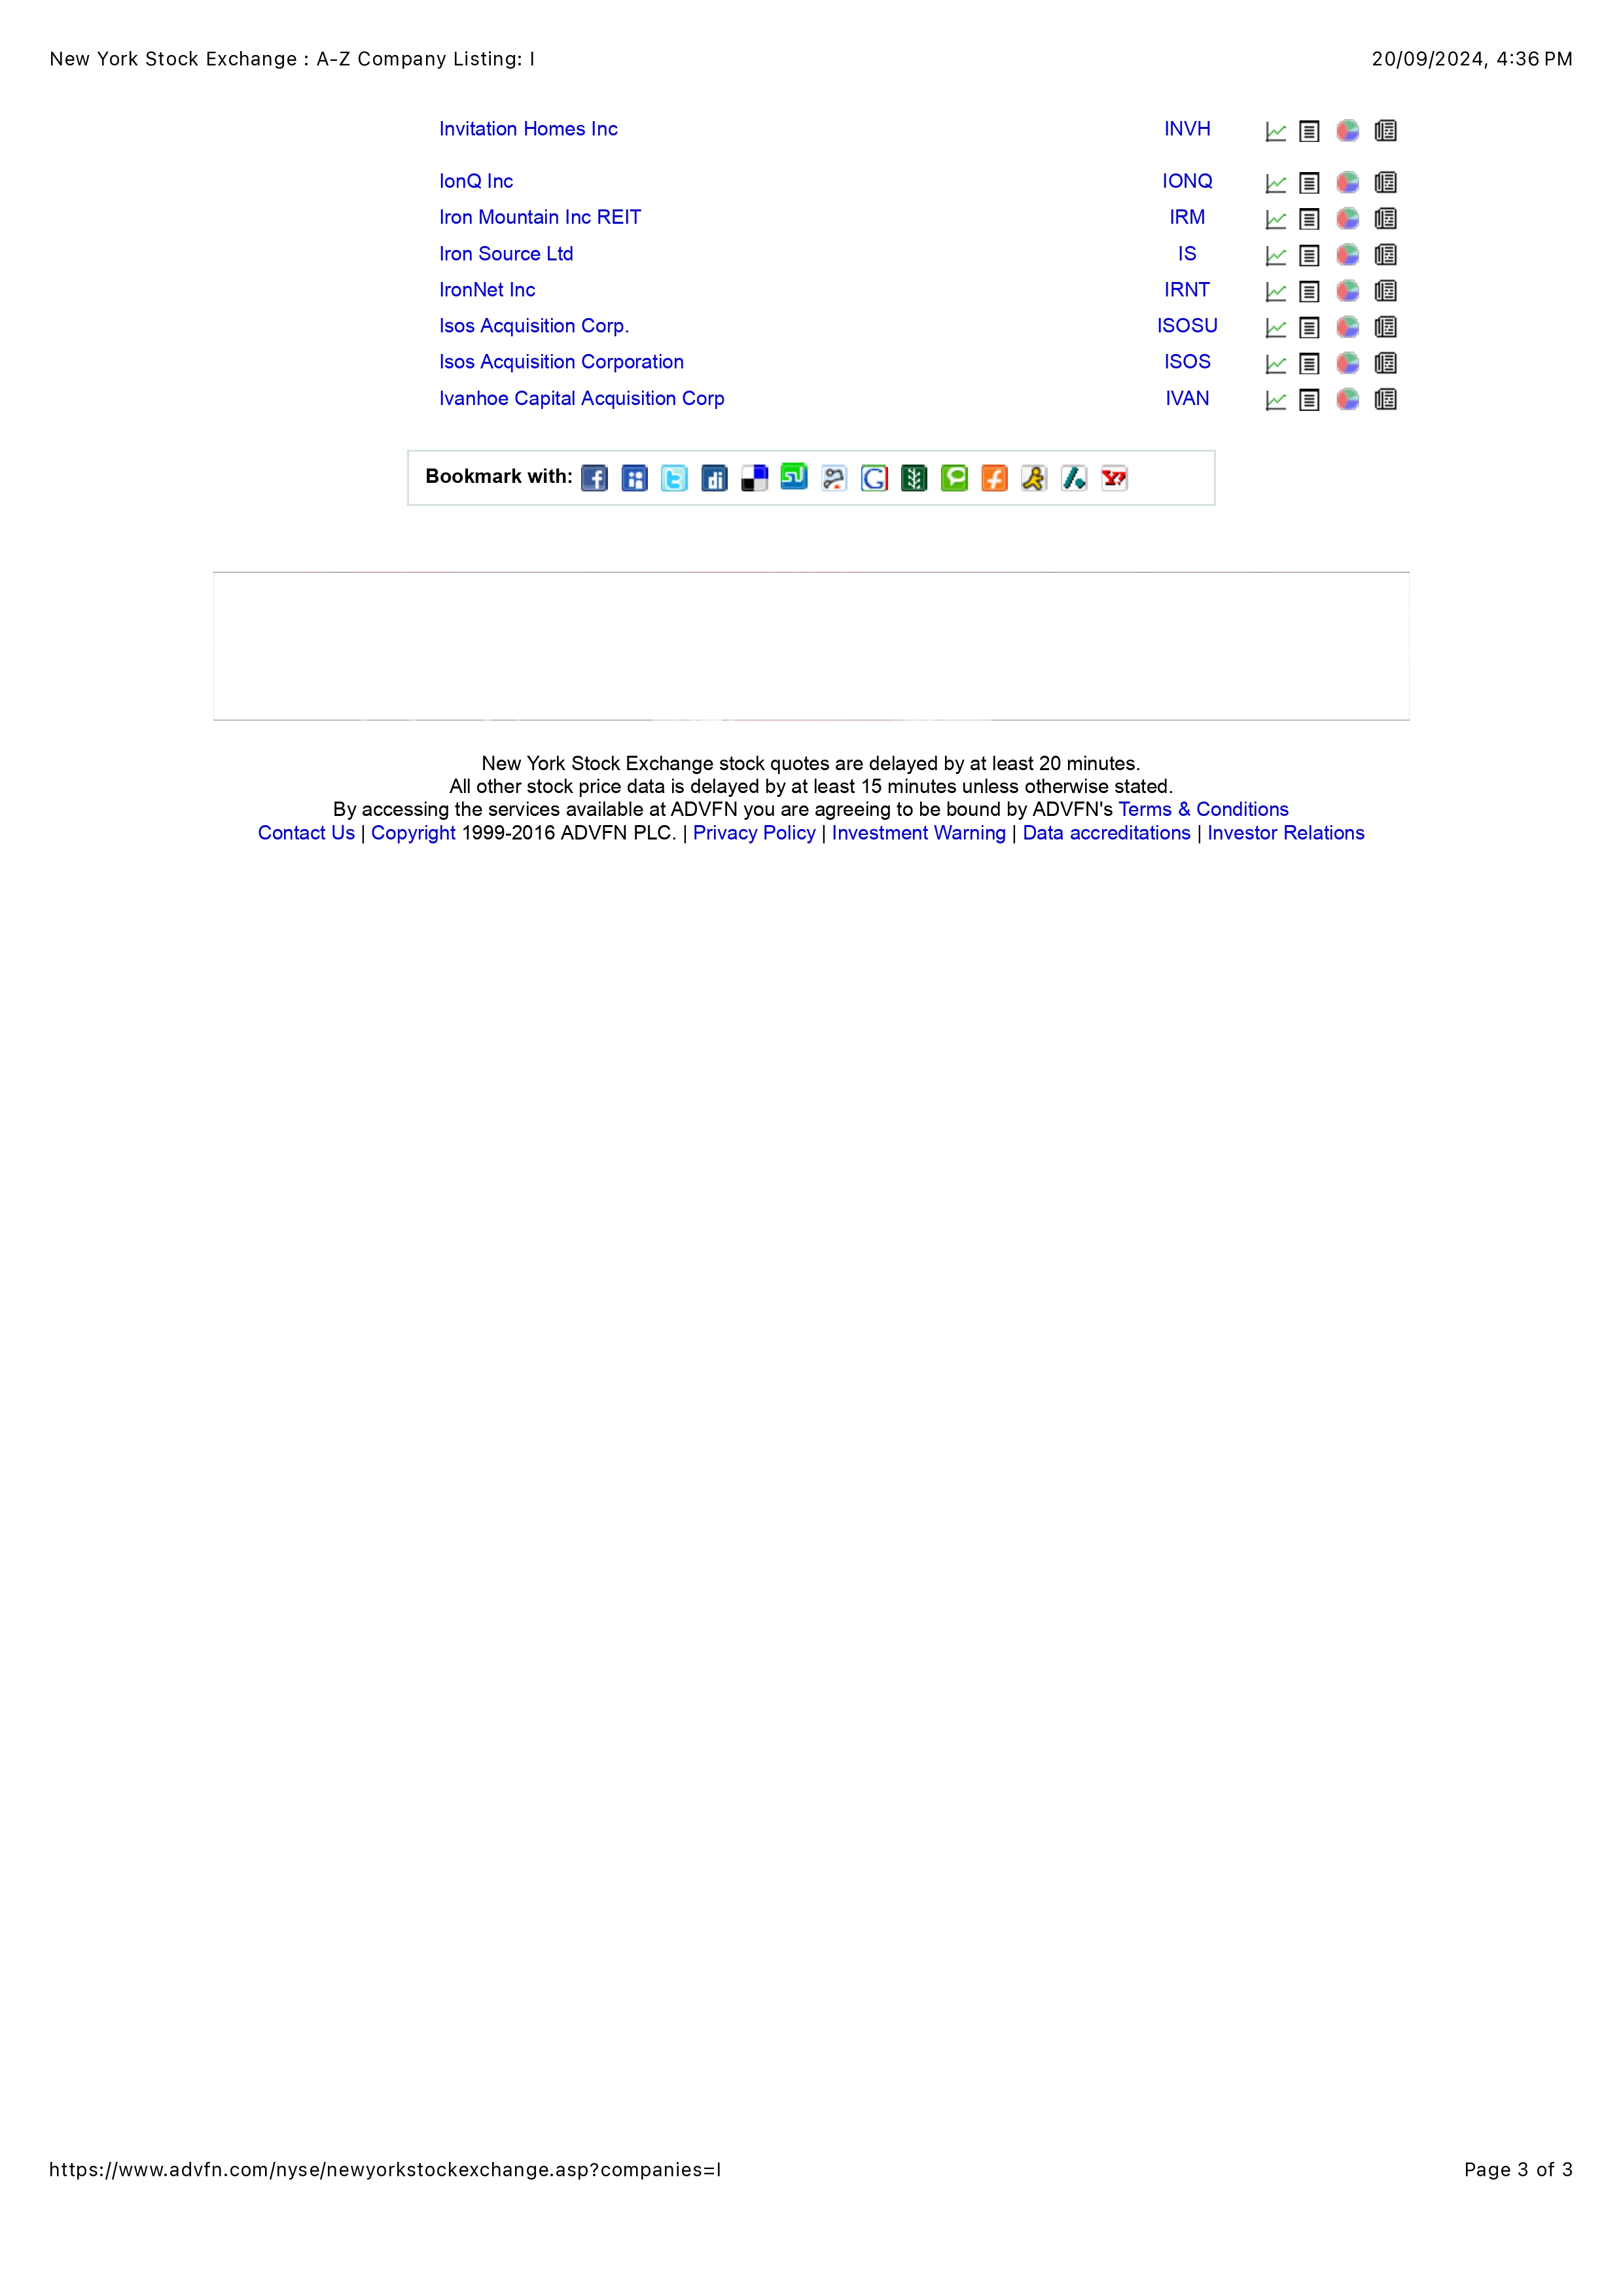 New York Stock Exchange : A-Z Company Listing: I 20/09/2024, 4:36 PM
Invitation Homes Inc INVH
IonQ Inc IONQ
Iron Mountain Inc REIT IRM
Iron Source Ltd IS
IronNet Inc IRNT
Isos Acquisition Corp. ISOSU
Isos Acquisition Corporation ISOS
Ivanhoe Capital Acquisition Corp IVAN
Bookmark with:
New York Stock Exchange stock quotes are delayed by at least 20 minutes.
All other stock price data is delayed by at least 15 minutes unless otherwise stated.
By accessing the services available at ADVFN you are agreeing to be bound by ADVFN's Terms & Conditions
Contact Us | Copyright 1999-2016 ADVFN PLC. | Privacy Policy | Investment Warning | Data accreditations | Investor Relations
https://www.advfn.com/nyse/newyorkstockexchange.asp?companies=I Page 3 of 3